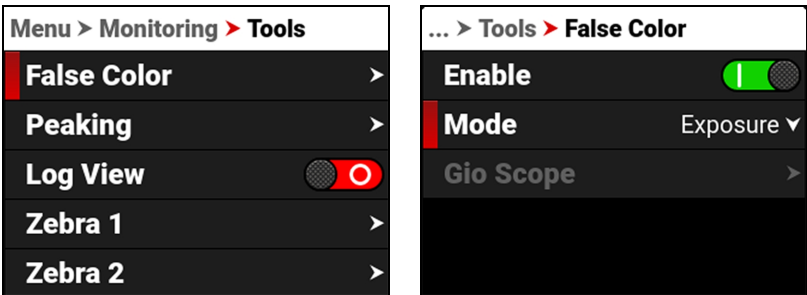 Menu > Monitoring > Tools
False Color >
Peaking >
Log View
Zebra 1 >
Zebra 2 >
... > Tools > False Color
Enable
Mode Exposure
Gio Scope >